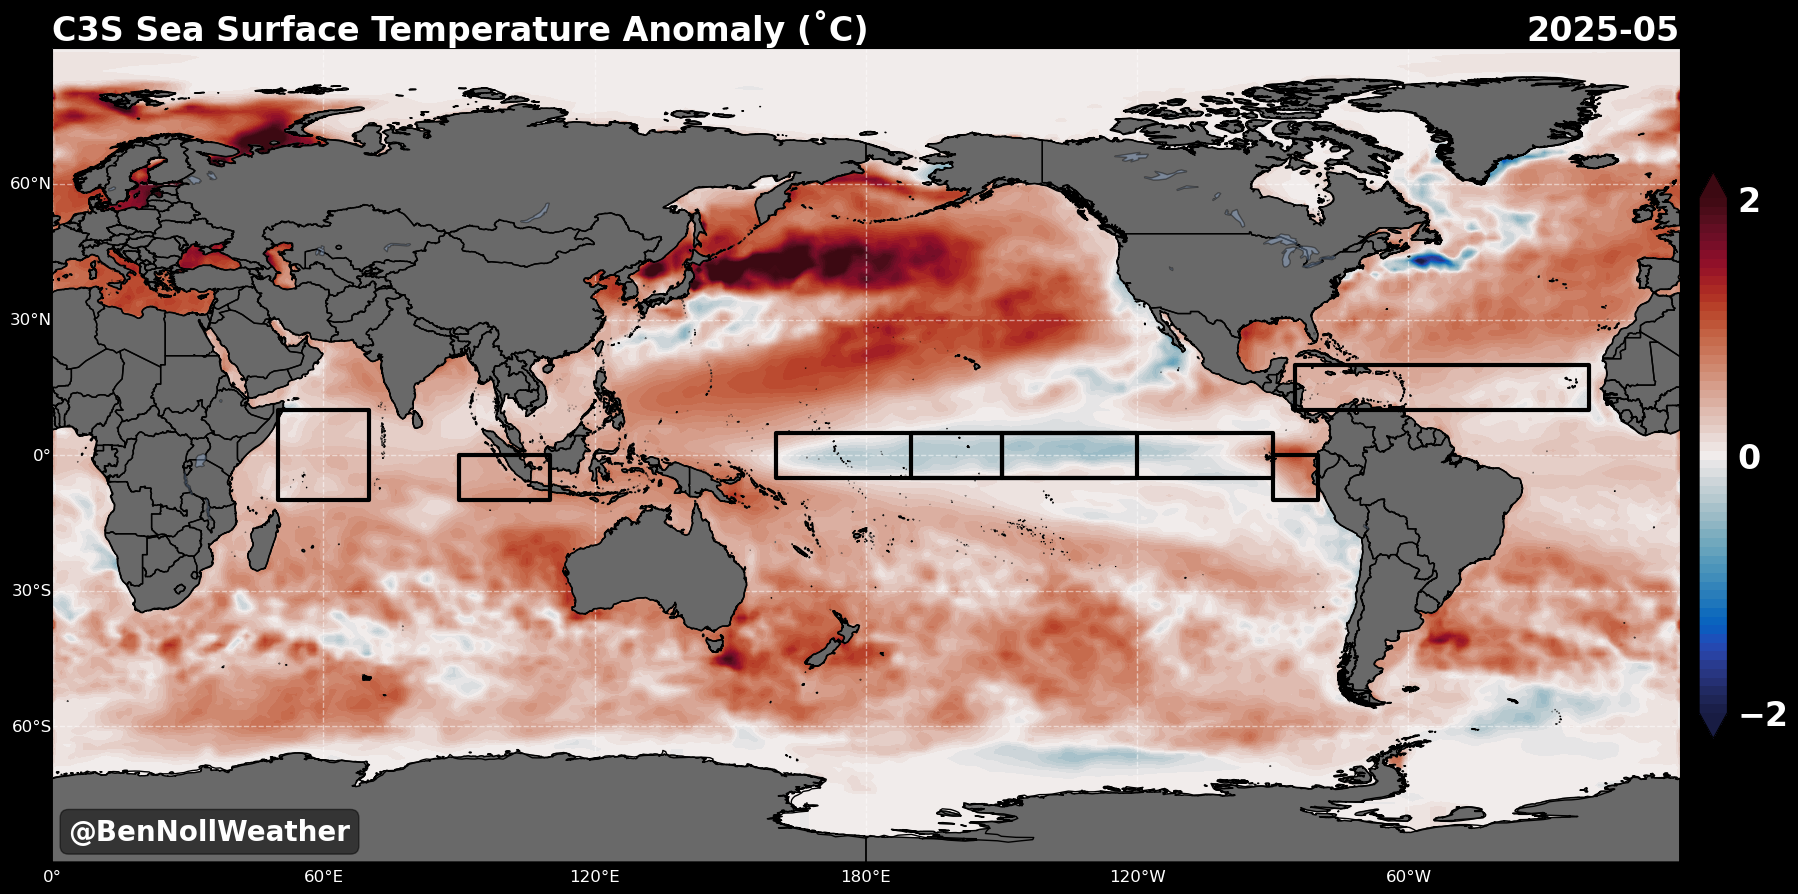 C3S Sea Surface Temperature Anomaly (˚C)
2025-05
60°N
30°N
0°
30°S
60°S
2
0
−2
@BenNollWeather
0°
60°E
120°E
180°E
120°W
60°W